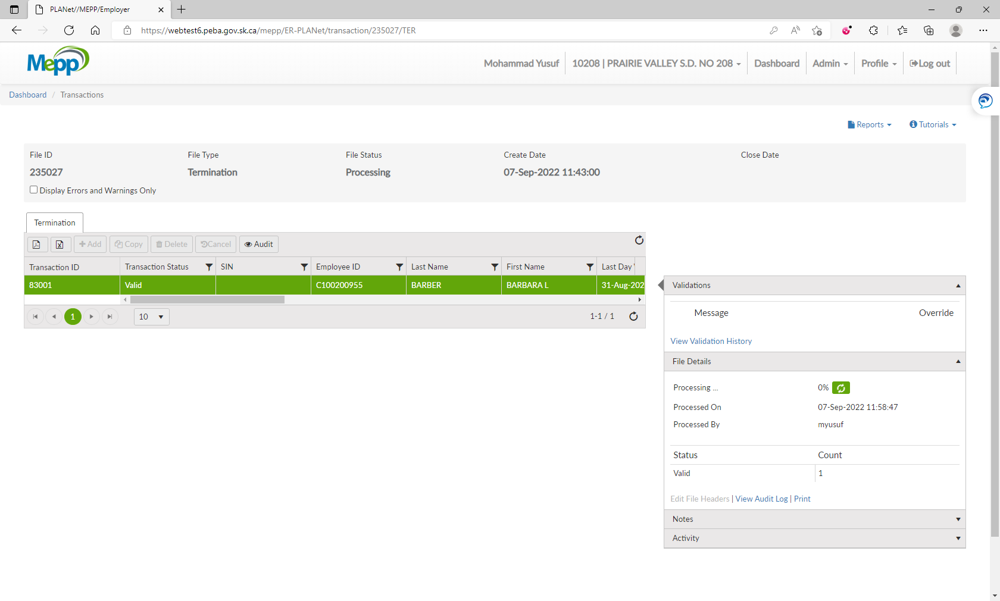 PLANet//MEPP/Employer
https://webtest6.peba.gov.sk.ca/mepp/ER-PLANet/transaction/235027/TER
Mepp
Mohammad Yusuf
10208 | PRAIRIE VALLEY S.D. NO 208
Dashboard
Admin
Profile
Log out
Dashboard / Transactions
Reports
Tutorials
File ID
File Type
File Status
Create Date
Close Date
235027
Termination
Processing
07-Sep-2022 11:43:00
Display Errors and Warnings Only
Termination
Add
Copy
Delete
Cancel
Audit
Transaction ID
Transaction Status
SIN
Employee ID
Last Name
First Name
Last Day
83001
Valid
C100200955
BARBER
BARBARA L
31-Aug-202
1
10
1-1 / 1
Validations
Message
Override
View Validation History
File Details
Processing ...
0%
Processed On
07-Sep-2022 11:58:47
Processed By
myusuf
Status
Count
Valid
1
Edit File Headers | View Audit Log | Print
Notes
Activity